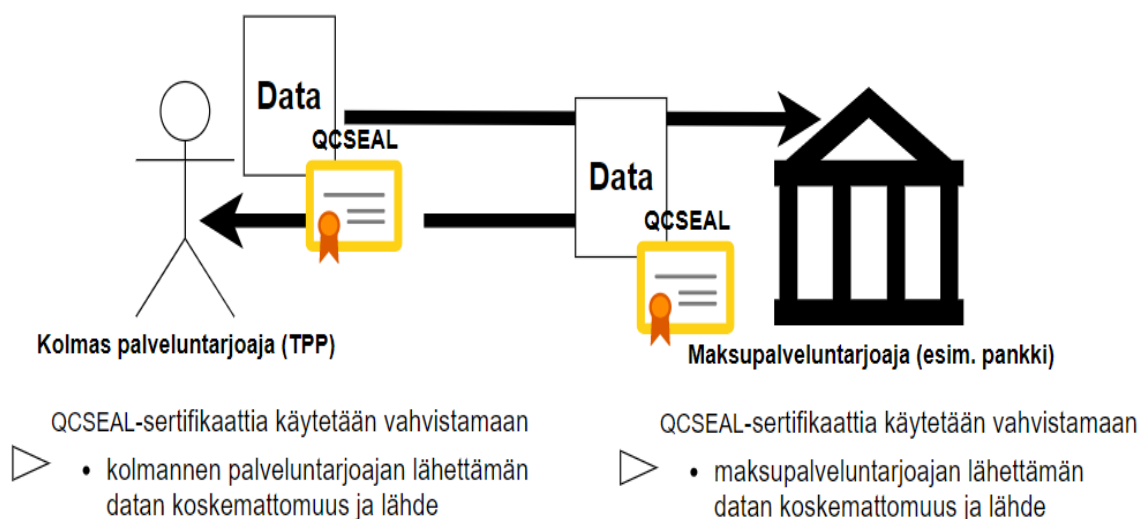 Data
QCSEAL
Data
QCSEAL
Kolmas palveluntarjoaja (TPP)
Maksupalveluntarjoaja (esim. pankki)
QCSEAL-sertifikaattia käytetään vahvistamaan
• kolmannen palveluntarjoajan lähettämän
datan koskemattomuus ja lähde
QCSEAL-sertifikaattia käytetään vahvistamaan
• maksupalveluntarjoajan lähettämän
datan koskemattomuus ja lähde